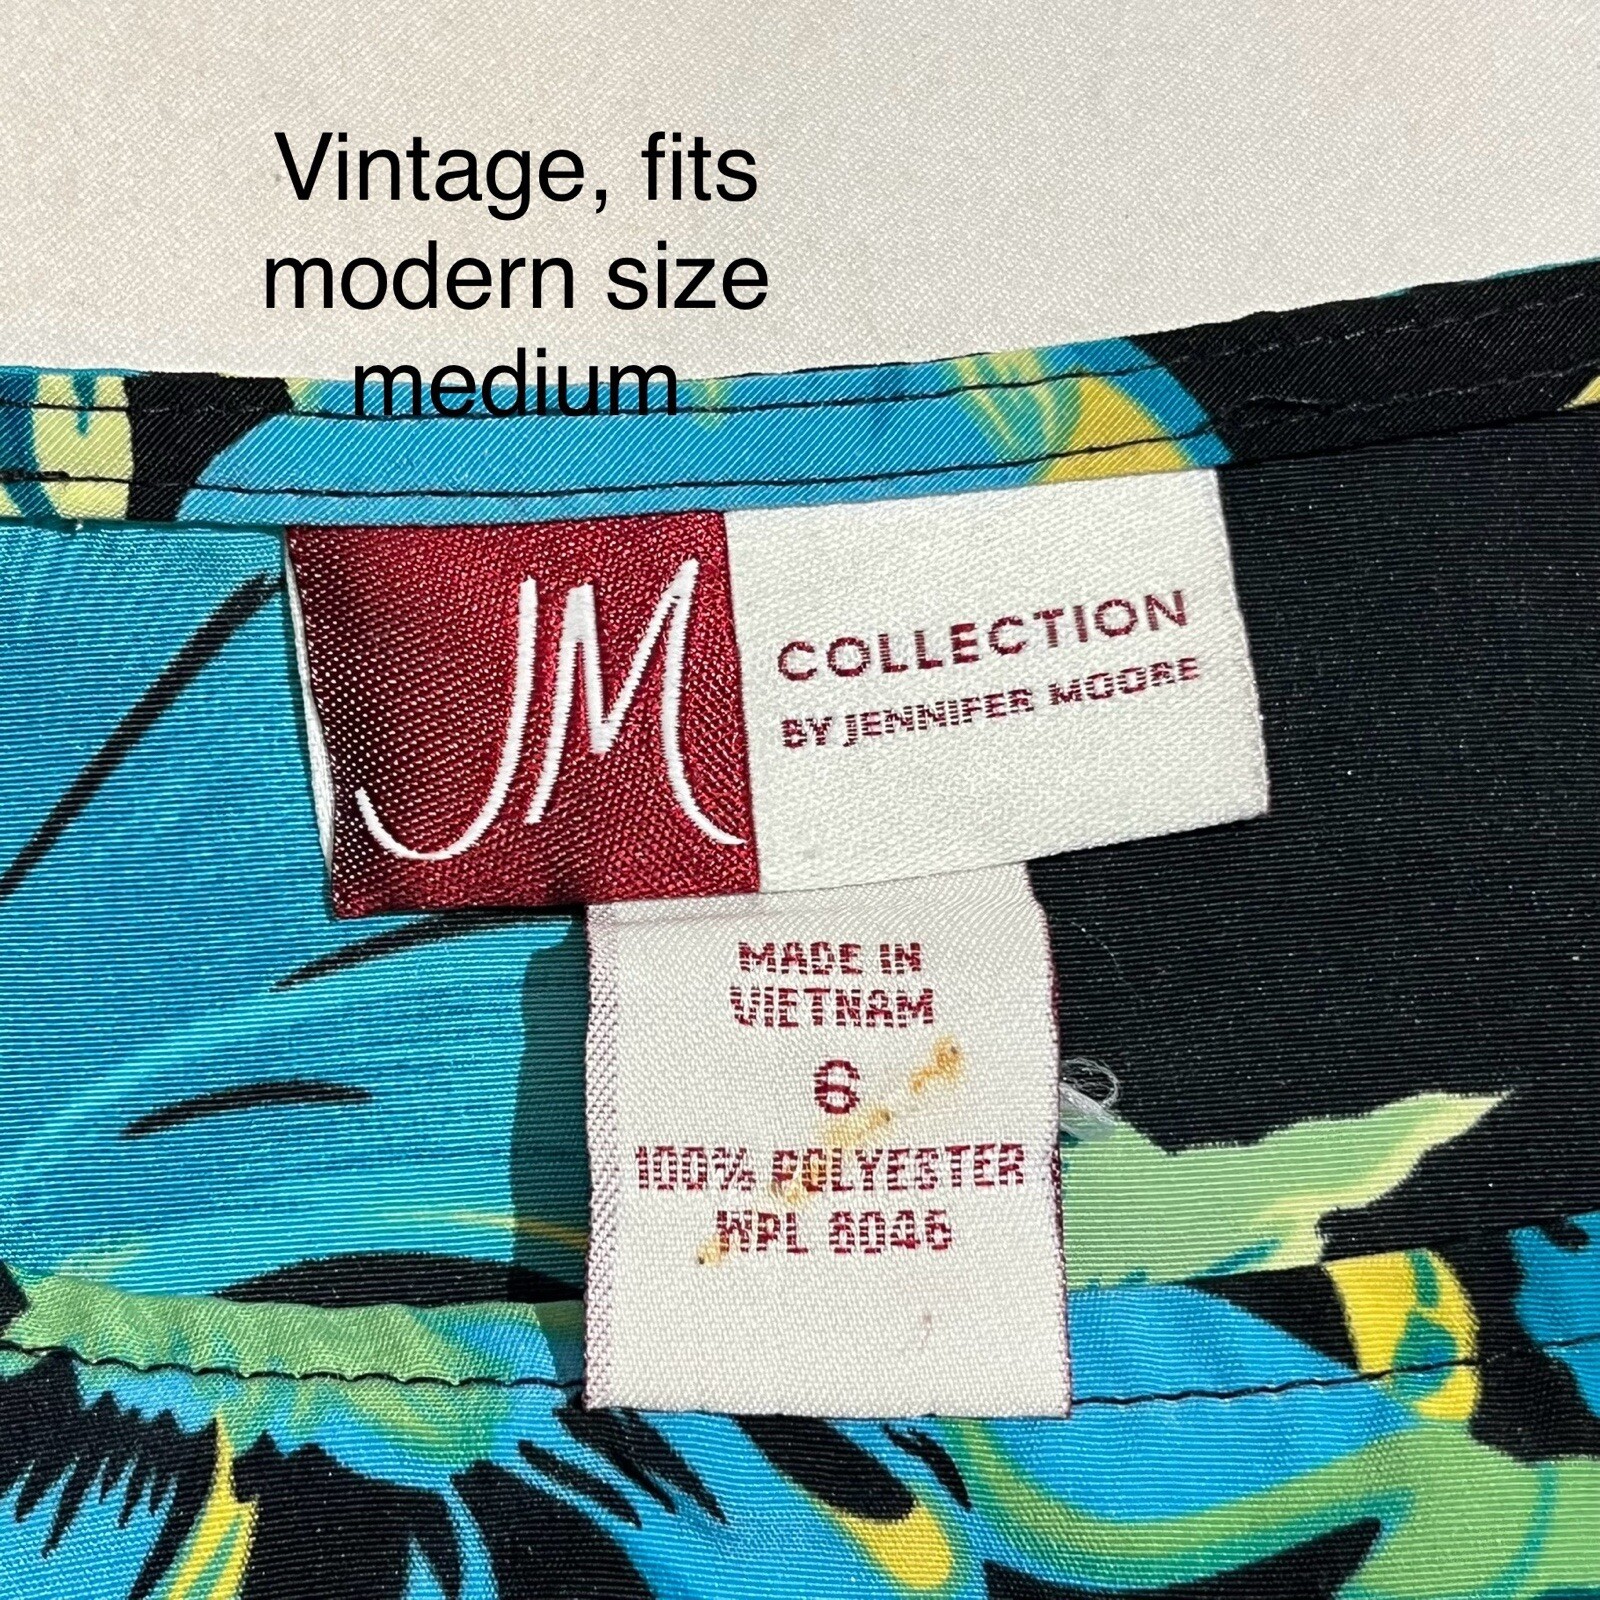 Vintage, fits
modern size
medium
JM
COLLECTION
BY JENNIFER MOORE
MADE IN
VIETNAM
6
100% POLYESTER
WPL 8046